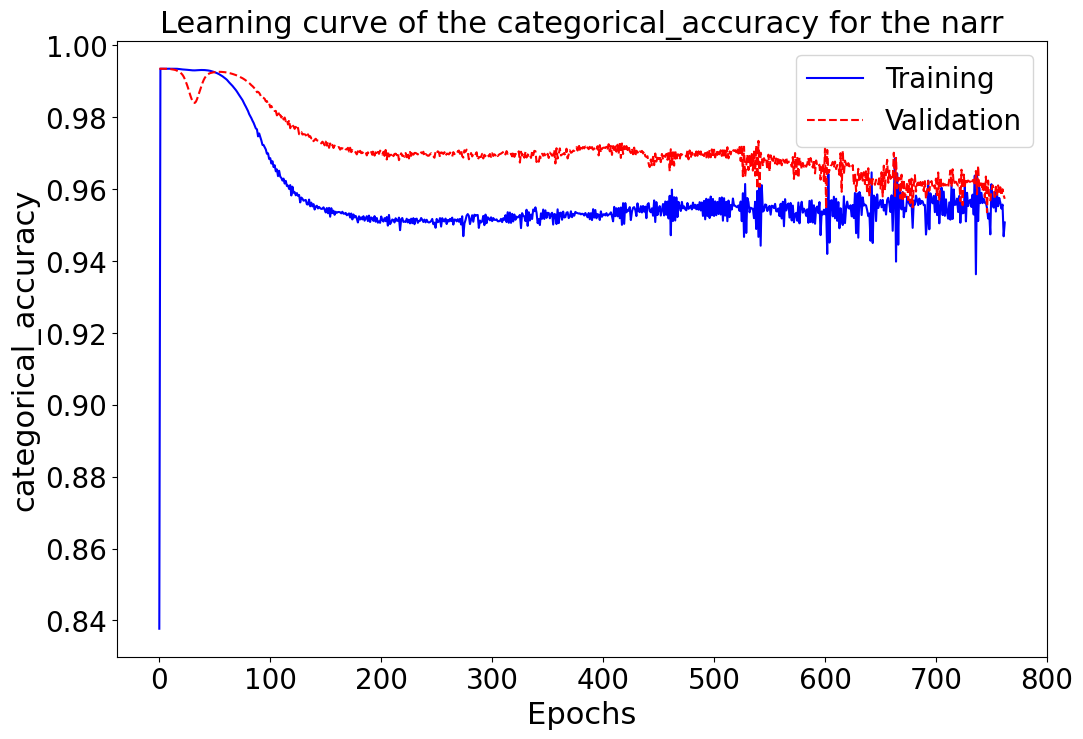 Learning curve of the categorical_accuracy for the narr
1.00
0.98
0.96
0.94
0.92
0.90
0.88
0.86
0.84
categorical_accuracy
Training
Validation
0 100 200 300 400 500 600 700 800
Epochs